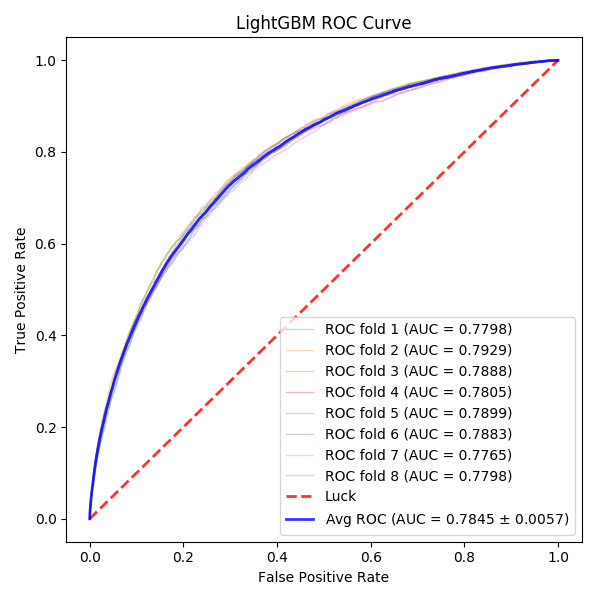 LightGBM ROC Curve
True Positive Rate
1.0
0.8
0.6
0.4
0.2
0.0
ROC fold 1 (AUC = 0.7798)
ROC fold 2 (AUC = 0.7929)
ROC fold 3 (AUC = 0.7888)
ROC fold 4 (AUC = 0.7805)
ROC fold 5 (AUC = 0.7899)
ROC fold 6 (AUC = 0.7883)
ROC fold 7 (AUC = 0.7765)
ROC fold 8 (AUC = 0.7798)
Luck
Avg ROC (AUC = 0.7845 ± 0.0057)
0.0 0.2 0.4 0.6 0.8 1.0
False Positive Rate